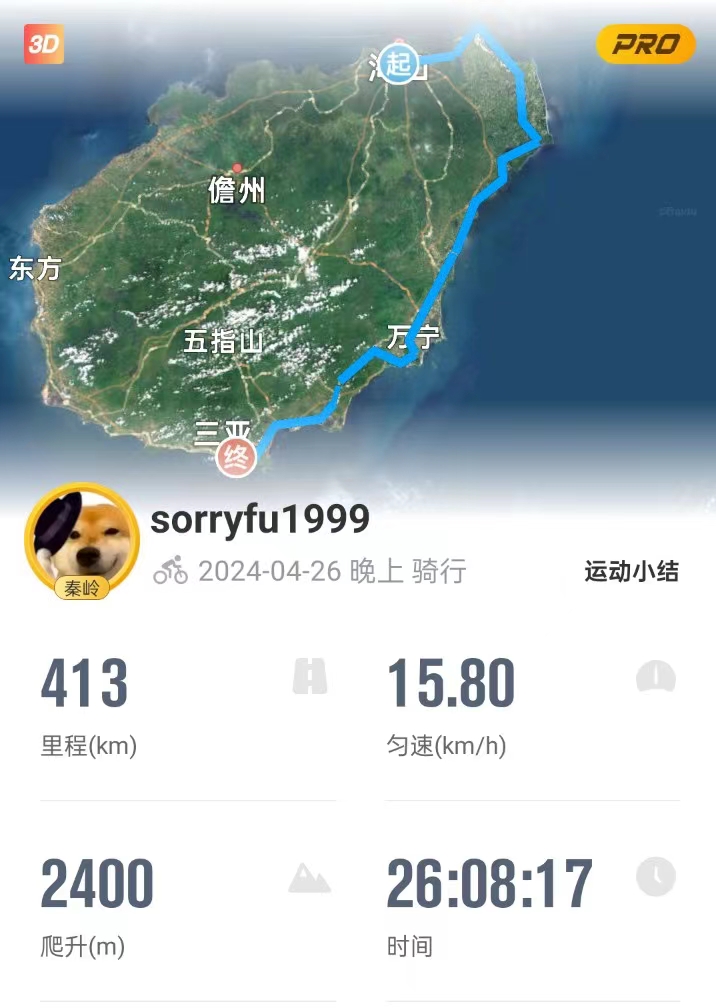 3D
PRO
起
儋州
东方
五指山
万宁
三亚
终
sorryfu1999
秦岭
2024-04-26 晚上 骑行
运动小结
413
15.80
里程(km)
匀速(km/h)
2400
26:08:17
爬升(m)
时间